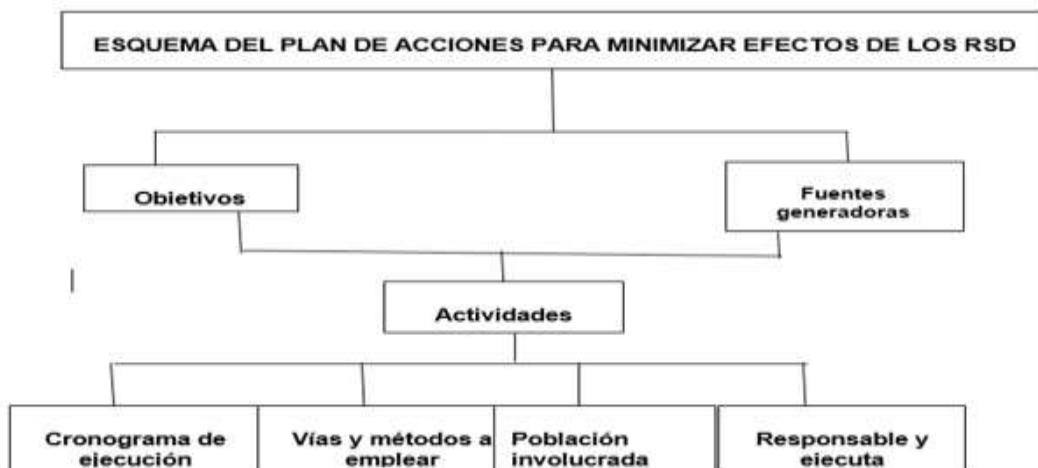 ESQUEMA DEL PLAN DE ACCIONES PARA MINIMIZAR EFECTOS DE LOS RSD
Objetivos
Fuentes
generadoras
Actividades
Cronograma de
ejecución
Vías y métodos a
emplear
Población
involucrada
Responsable y
ejecuta